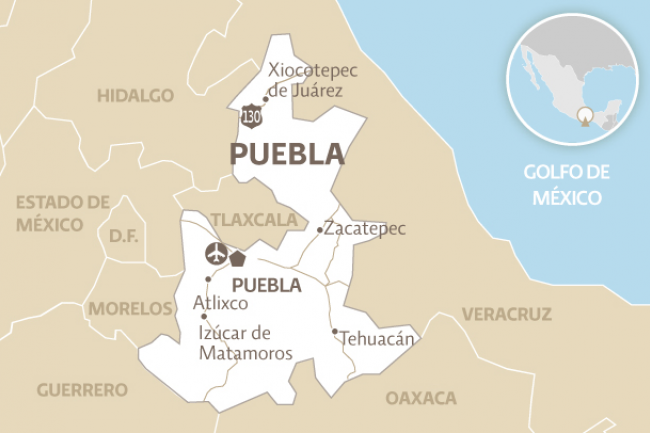 HIDALGO
Xiocotepec
de Juárez
130
PUEBLA
GOLFO DE
MÉXICO
ESTADO DE
MÉXICO
D.F.
TLAXCALA
Zacatepec
PUEBLA
MORELOS
Atlixco
Izúcar de
Matamoros
Tehuacán
VERACRUZ
GUERRERO
OAXACA